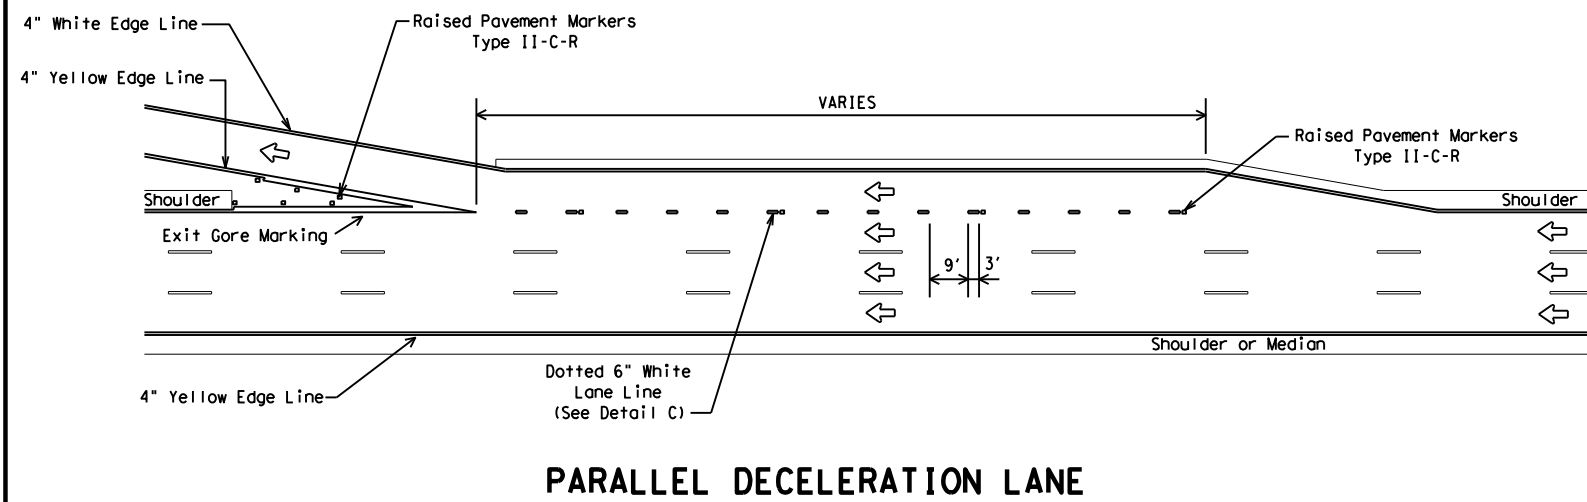 4" White Edge Line
Raised Pavement Markers
Type II-C-R
4" Yellow Edge Line
VARIES
Raised Pavement Markers
Type II-C-R
Shoulder
Shoulder
Exit Gore Marking
9' 3'
Shoulder or Median
4" Yellow Edge Line
Dotted 6" White
Lane Line
(See Detail C)
PARALLEL DECELERATION LANE